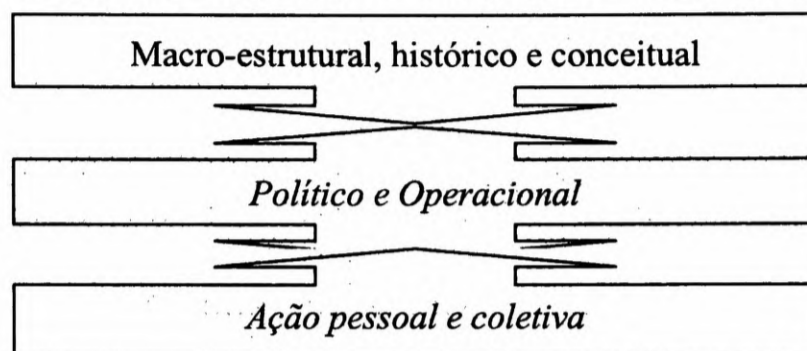 Macro-estrutural, histórico e conceitual
Político e Operacional
Ação pessoal e coletiva